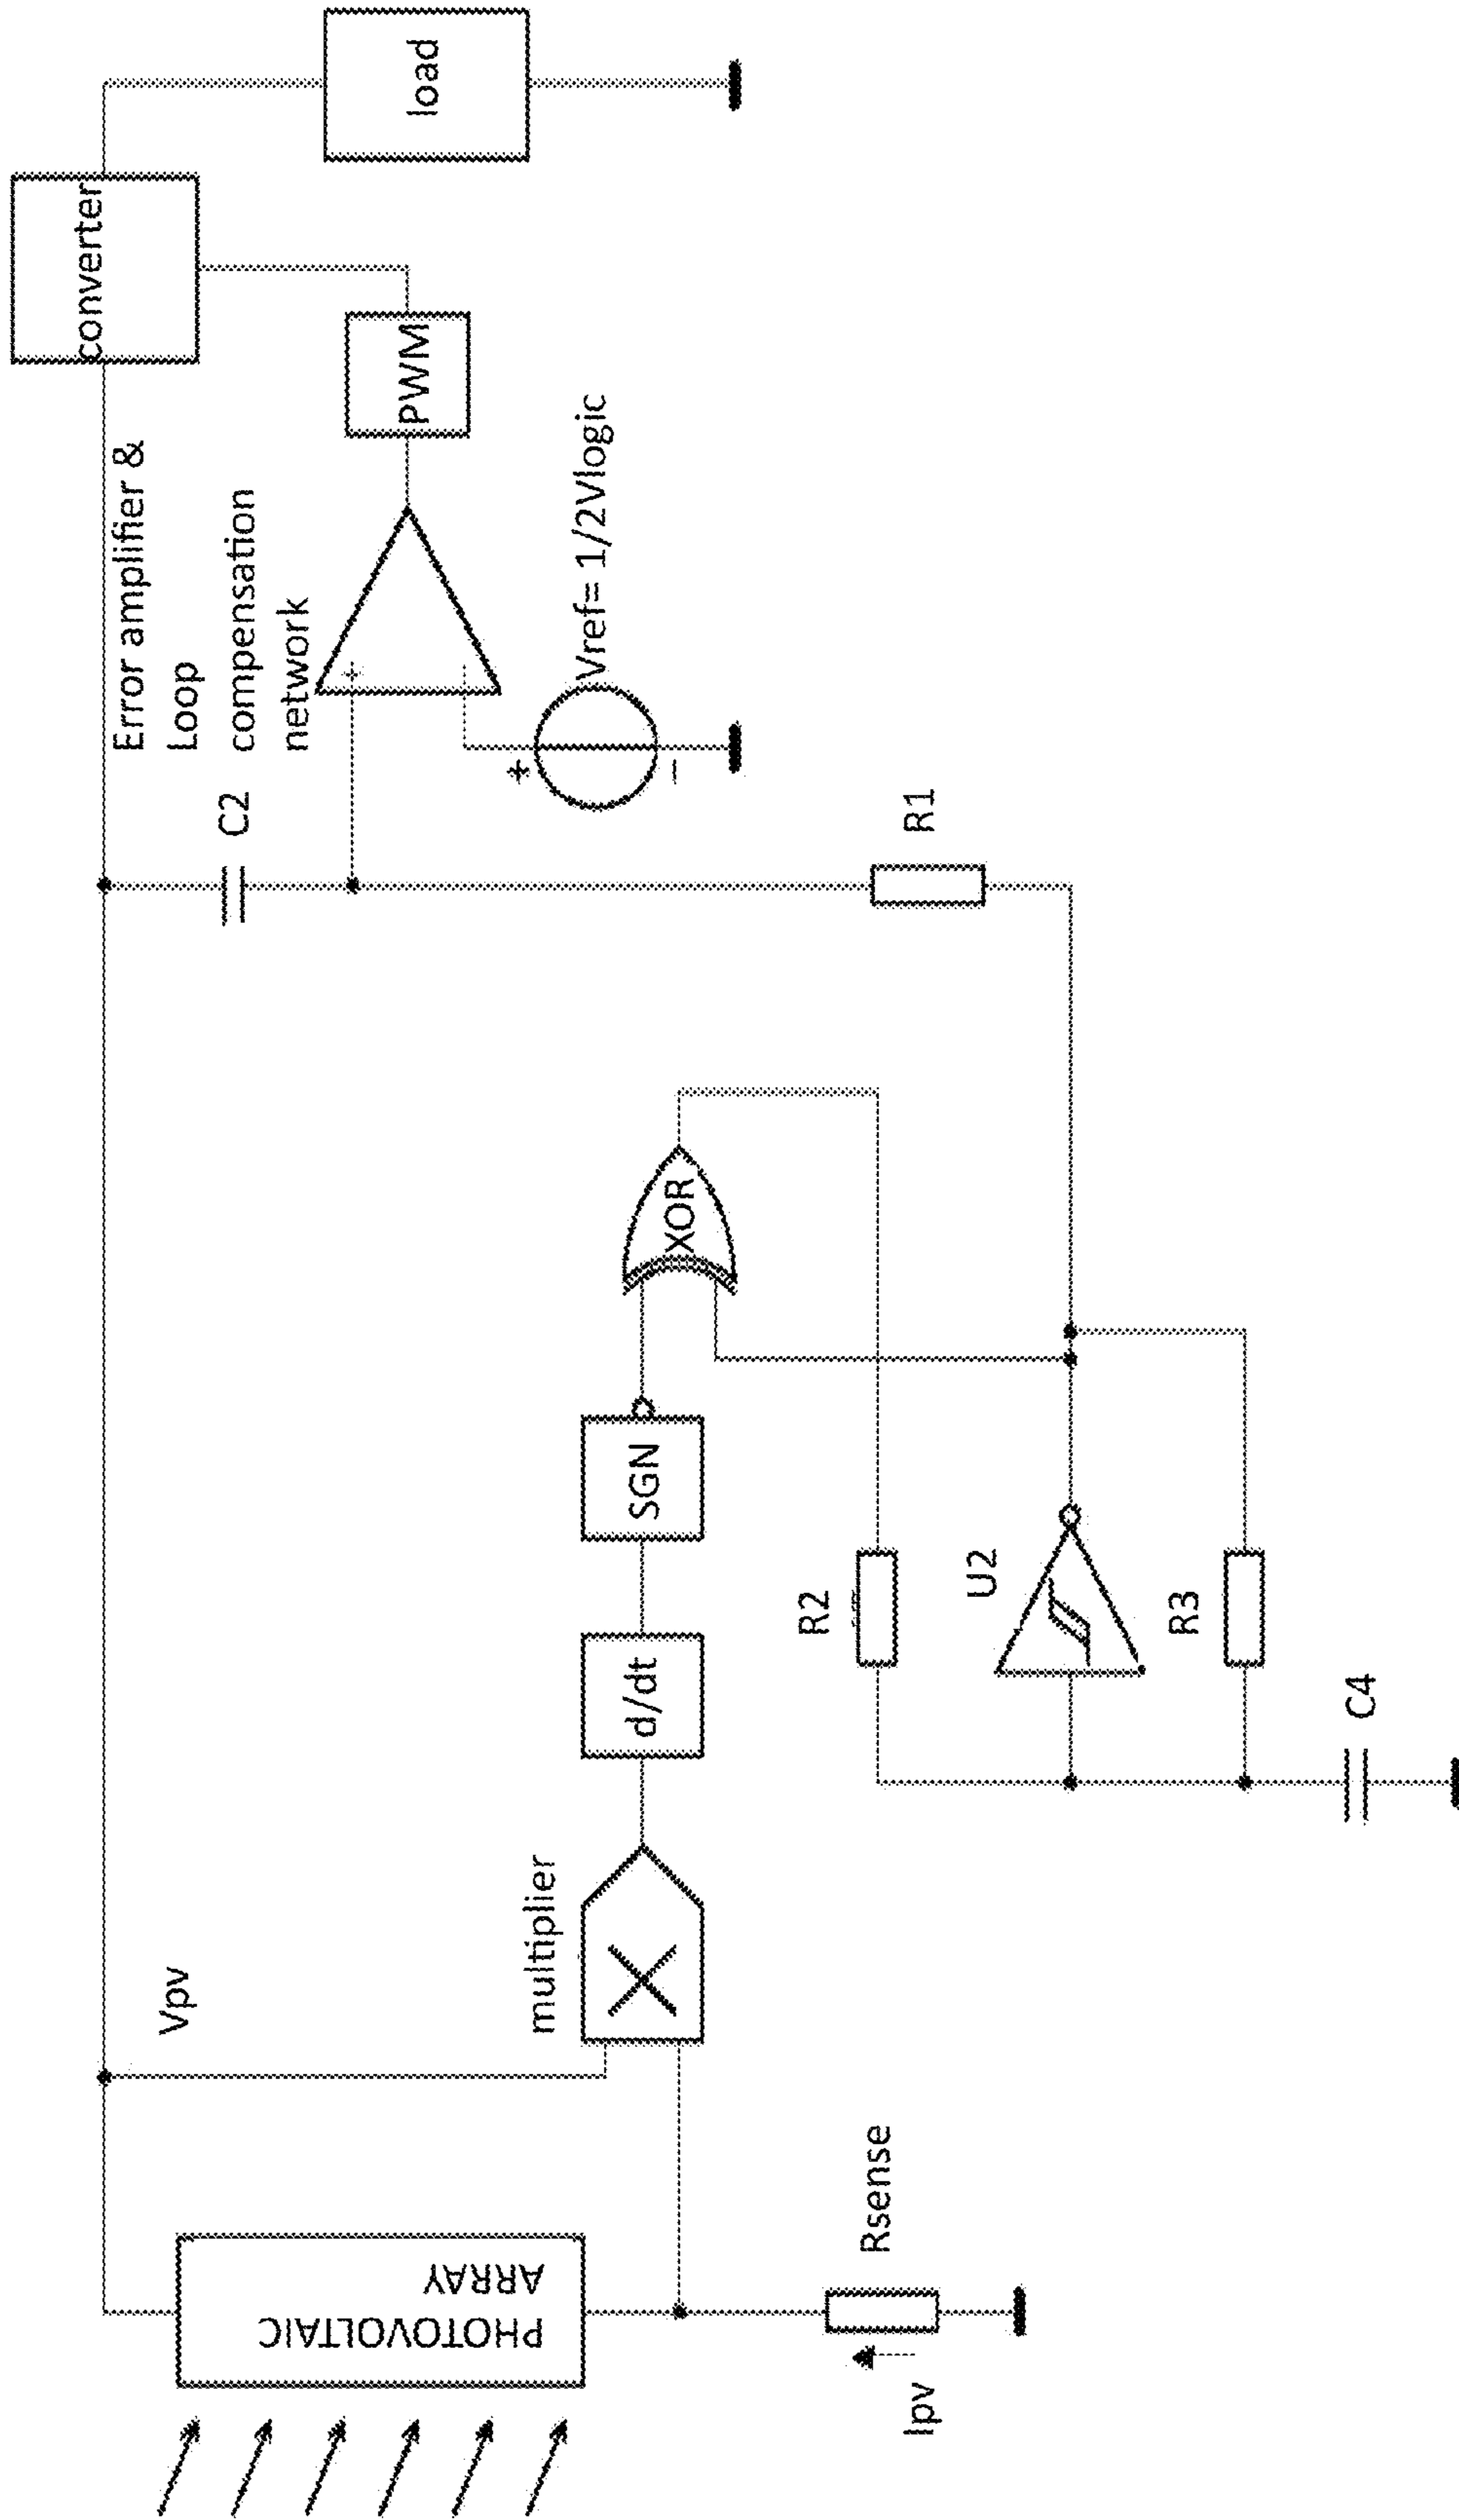 PHOTOVOLTAIC
ARRAY
Ipv
Rsense
Vpv
multiplier
d/dt
SGN
XOR
R2
U2
R3
C4
R1
C2
Error amplifier &
Loop
compensation
network
+
+
−
Vref= 1/2Vlogic
PWM
converter
load